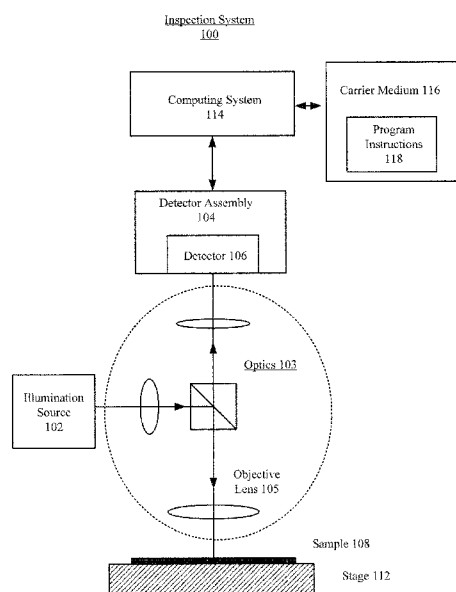 Inspection System
100
Computing System
114
Carrier Medium 116
Program
Instructions
118
Detector Assembly
104
Detector 106
Optics 103
Illumination
Source
102
Objective
Lens 105
Sample 108
Stage 112